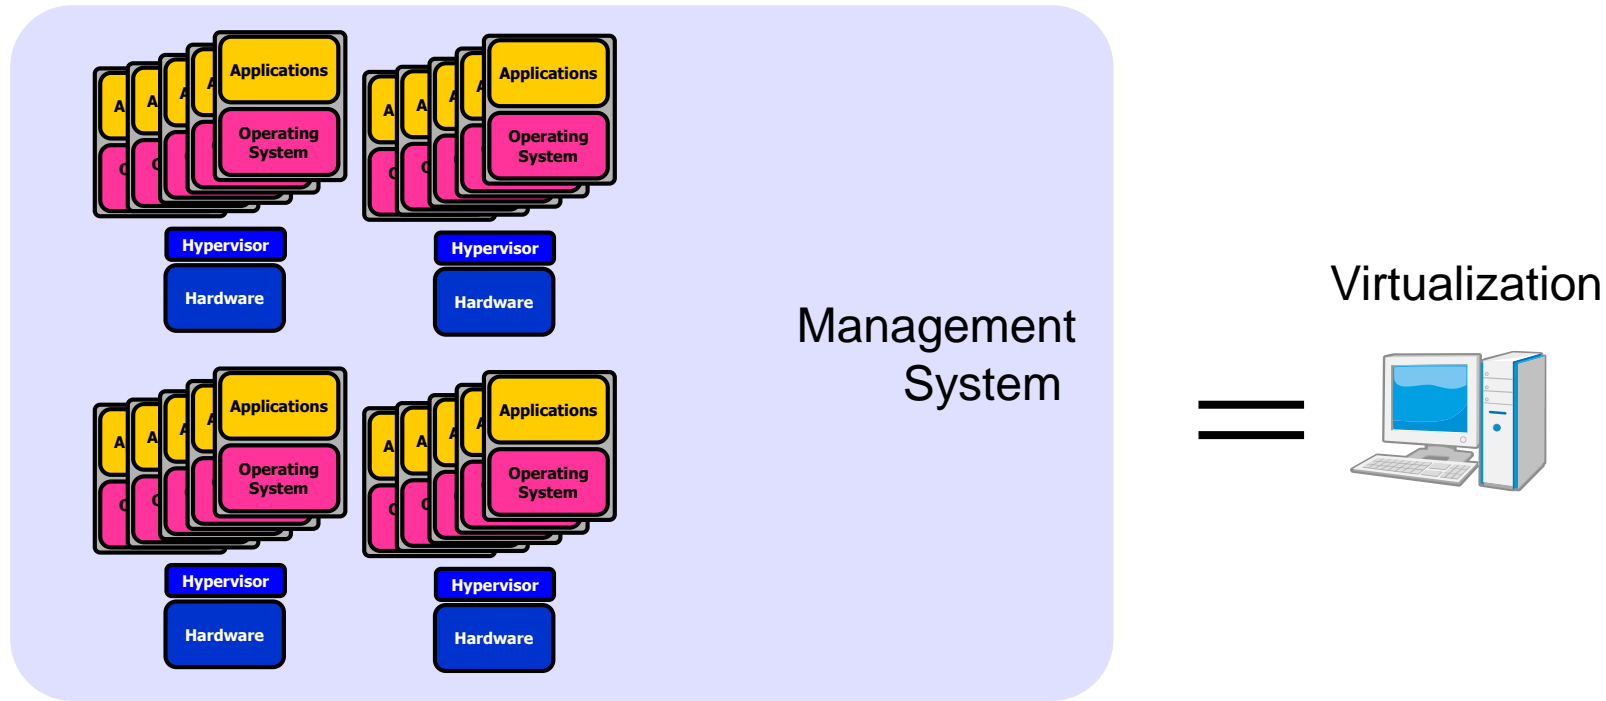 Applications
Operating
System
A
A
A
A
O
O
O
Hypervisor
Hardware
Applications
Operating
System
A
A
A
A
O
O
Hypervisor
Hardware
Management
System
Virtualization
Applications
Operating
System
A
A
A
A
O
O
Hypervisor
Hardware
Applications
Operating
System
A
A
A
A
O
O
Hypervisor
Hardware